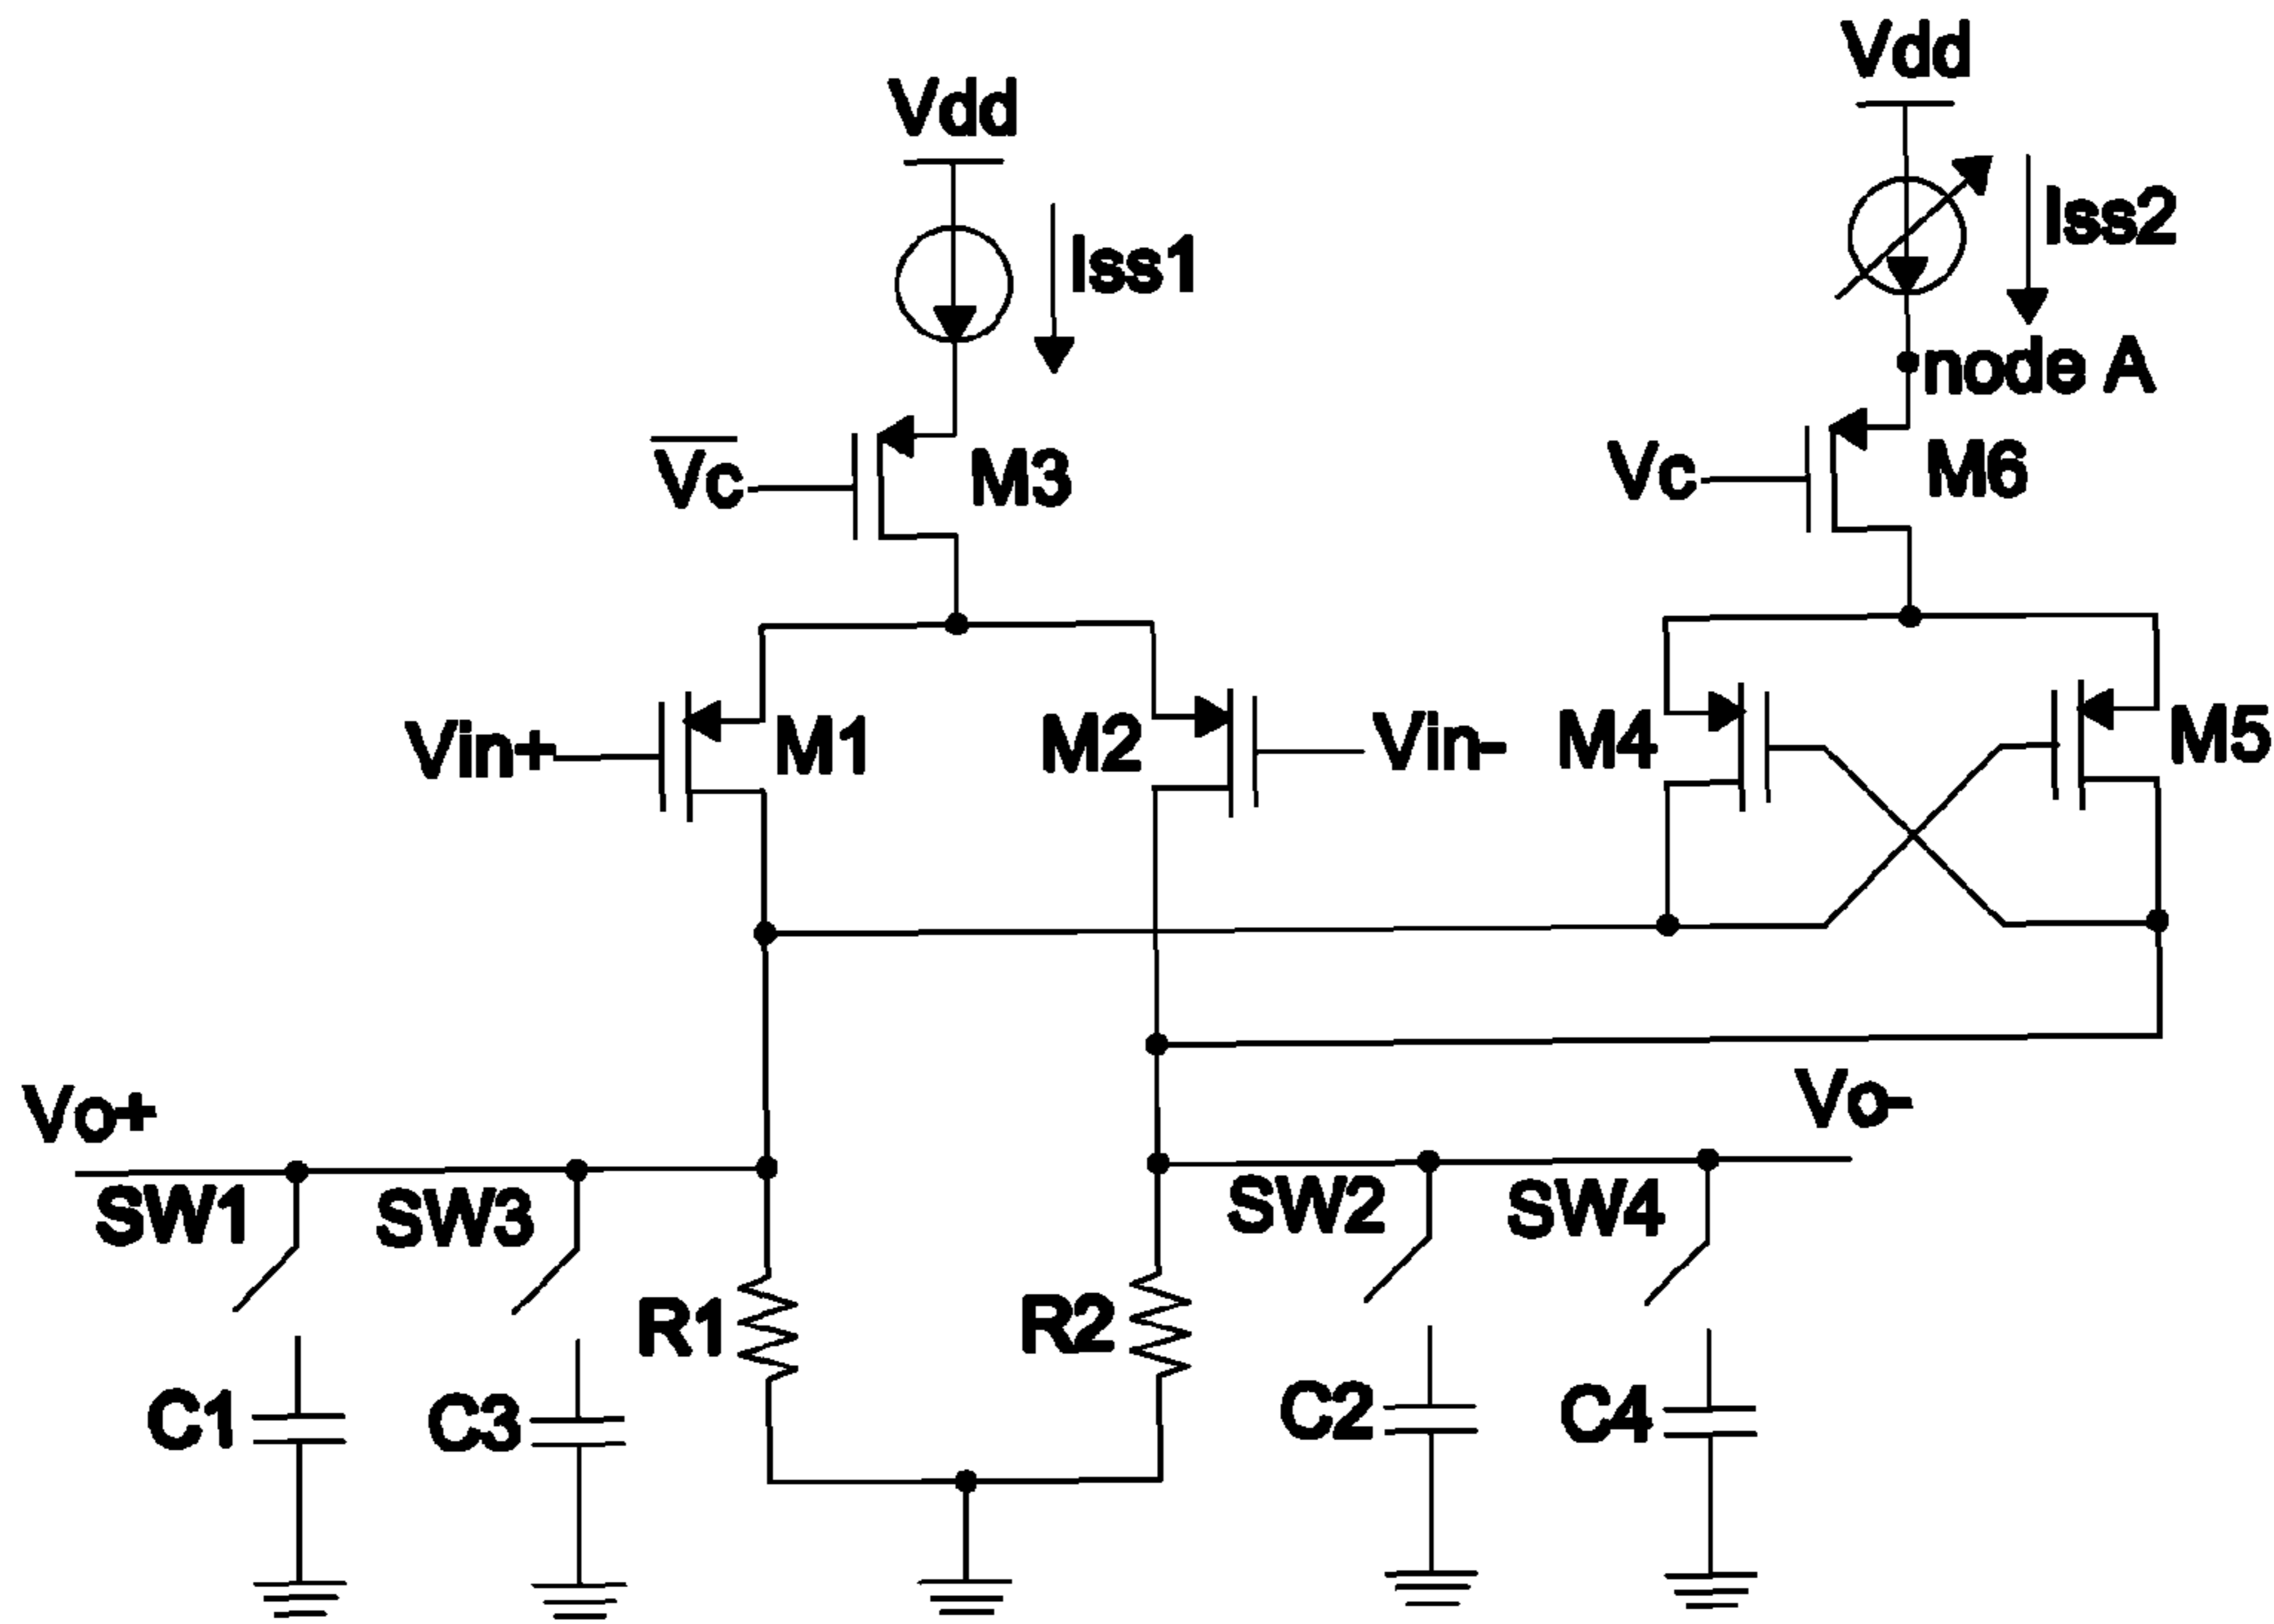 Vdd
Vdd
Iss1
Iss2
node A
V̅c̅
M3
Vc
M6
Vin+
M1
M2
Vin-
M4
M5
Vo+
Vo-
SW1
SW3
SW2
SW4
R1
R2
C1
C3
C2
C4